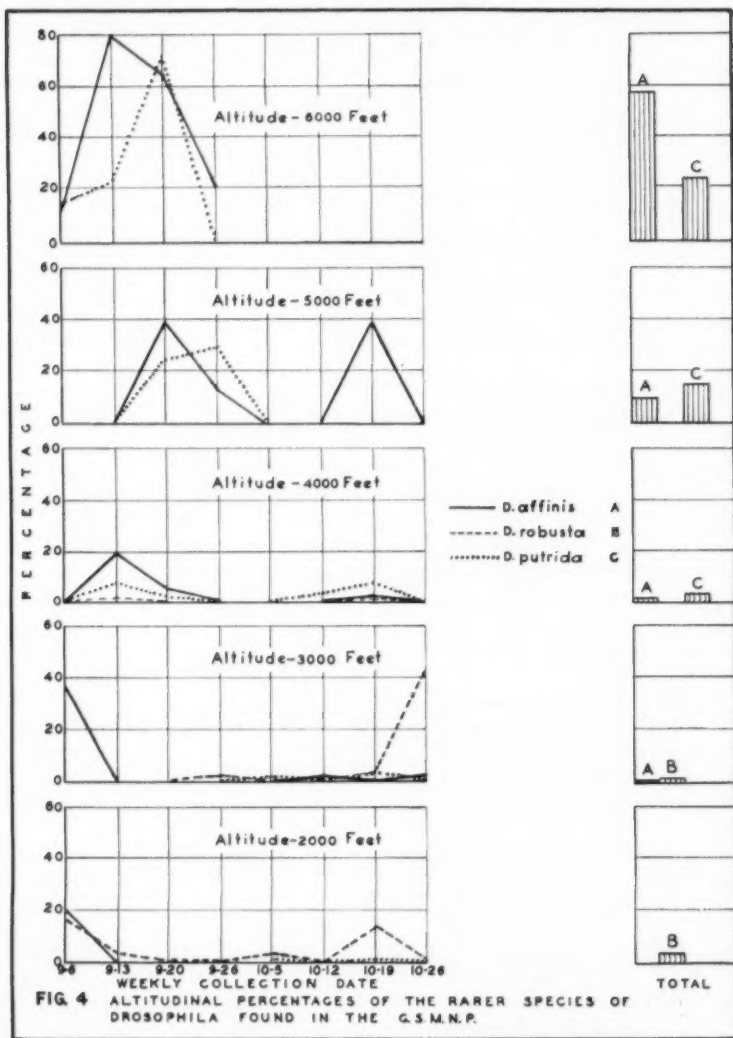 80
60
40
20
0
Altitude-6000 Feet
A
C
60
40
20
0
Altitude-5000 Feet
A
C
60
40
20
0
Altitude-4000 Feet
A
C
D. affinis A
D. robusta B
D. putrida C
PERCENTAGE
60
40
20
0
Altitude-3000 Feet
A
B
60
40
20
Altitude-2000 Feet
B
9-6 9-13 9-20 9-26 10-5 10-12 10-19 10-26
WEEKLY COLLECTION DATE
TOTAL
FIG. 4 ALTITUDINAL PERCENTAGES OF THE RARER SPECIES OF
DROSOPHILA FOUND IN THE G.S.M.N.P.